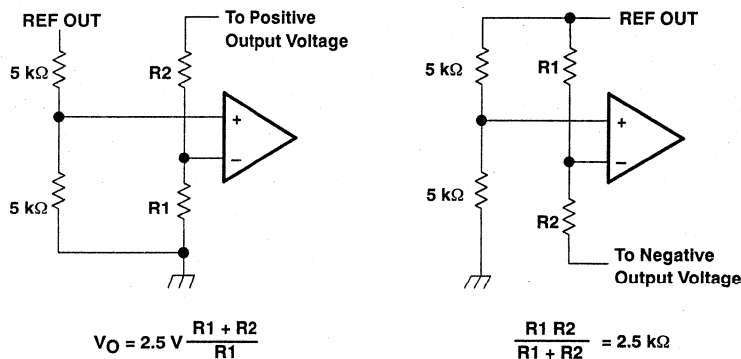 REF OUT
To Positive
Output Voltage
5 kΩ
R2
+
−
5 kΩ
R1
V_O = 2.5 V (R1 + R2)/R1
REF OUT
5 kΩ
R1
+
−
5 kΩ
R2
To Negative
Output Voltage
(R1 R2)/(R1 + R2) = 2.5 kΩ